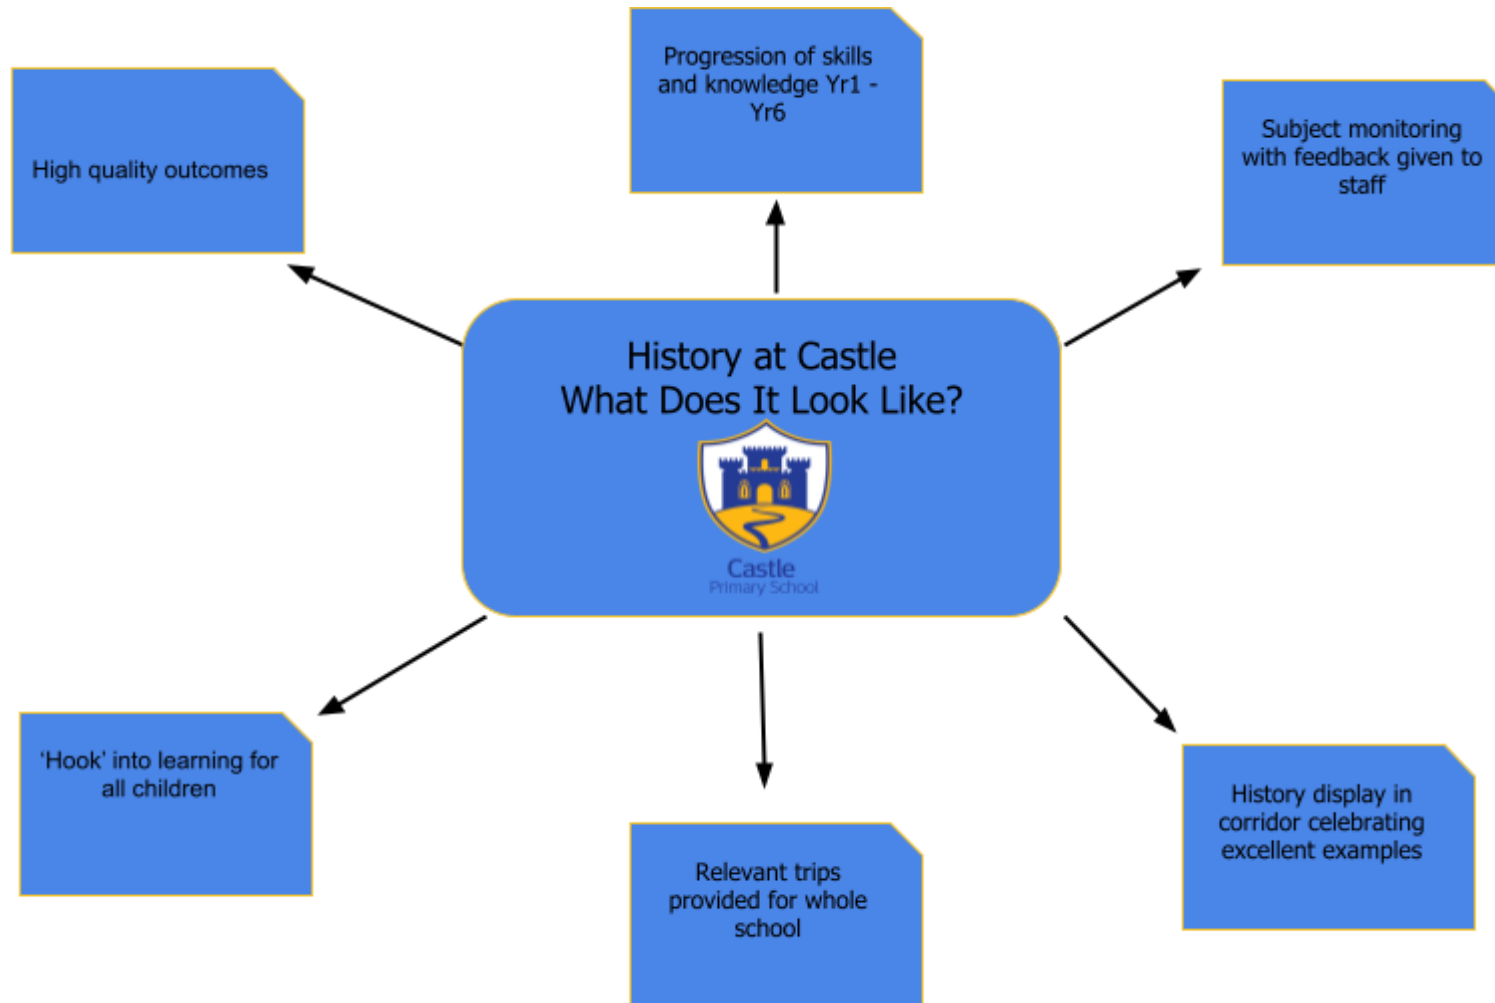 Progression of skills
and knowledge Yr1 -
Yr6
High quality outcomes
Subject monitoring
with feedback given to
staff
History at Castle
What Does It Look Like?
Castle
Primary School
‘Hook’ into learning for
all children
Relevant trips
provided for whole
school
History display in
corridor celebrating
excellent examples